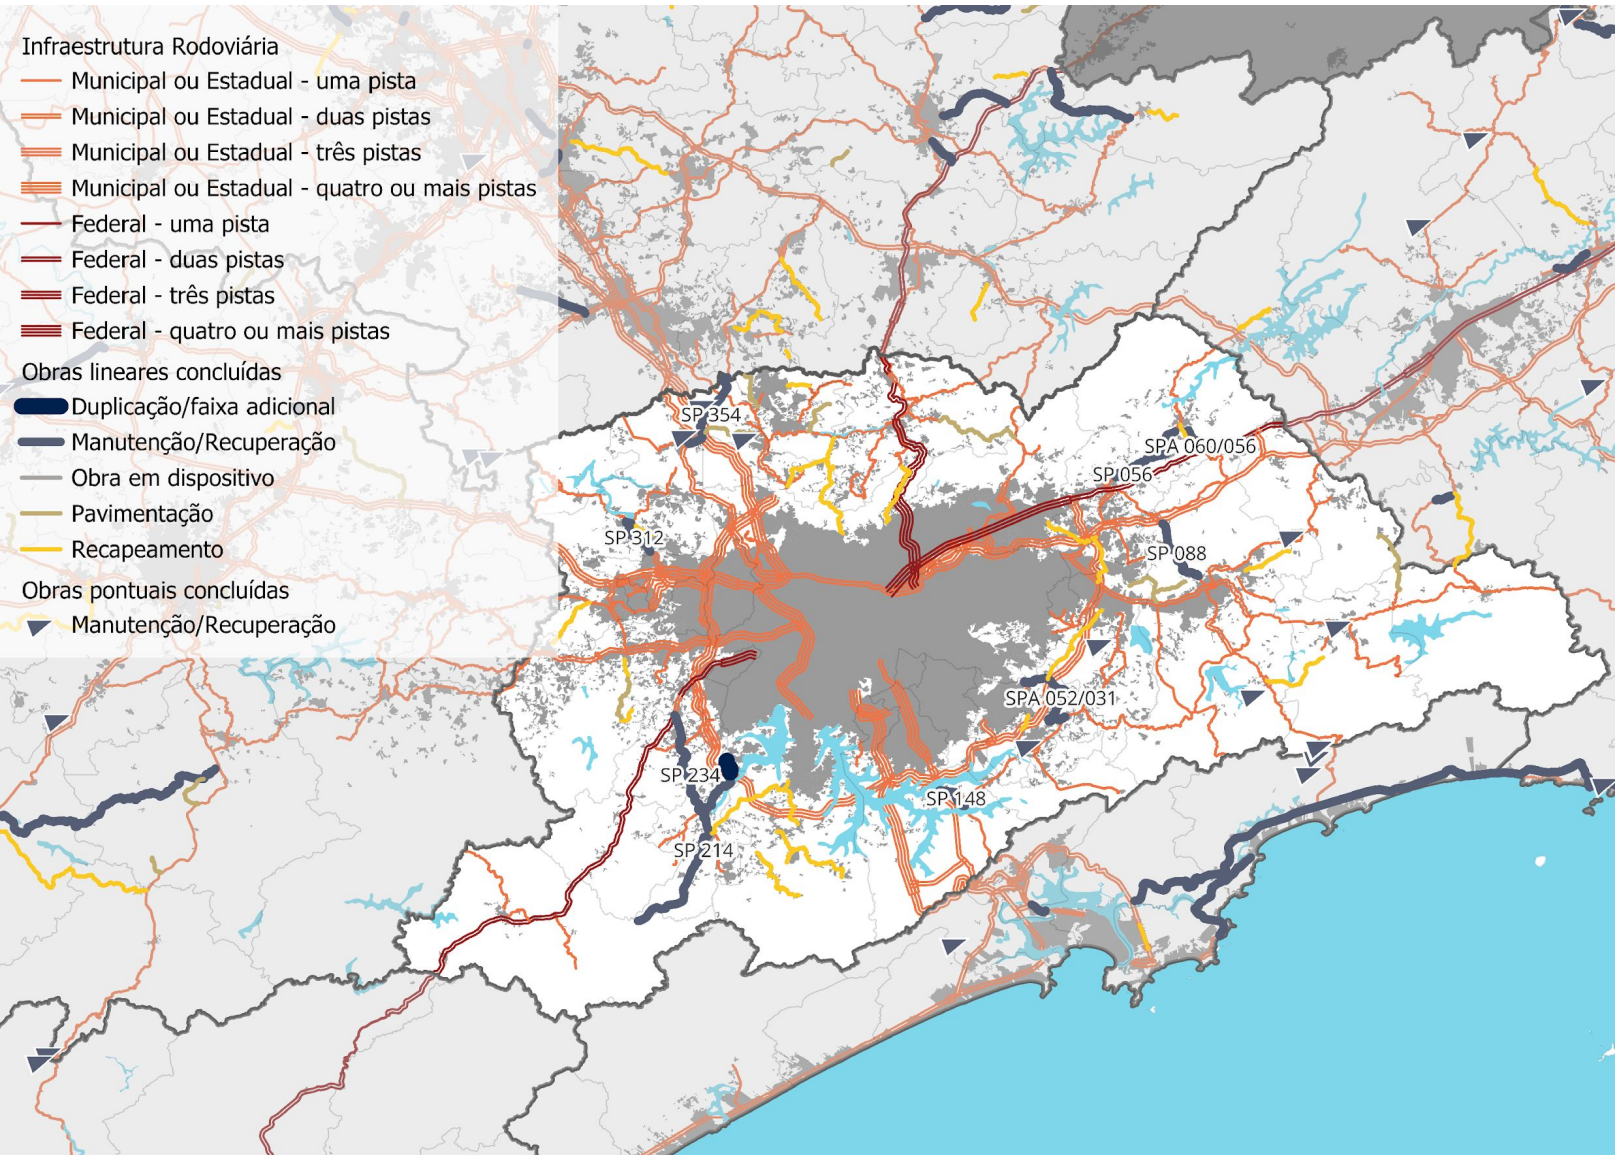 Infraestrutura Rodoviária
Municipal ou Estadual - uma pista
Municipal ou Estadual - duas pistas
Municipal ou Estadual - três pistas
Municipal ou Estadual - quatro ou mais pistas
Federal - uma pista
Federal - duas pistas
Federal - três pistas
Federal - quatro ou mais pistas
Obras lineares concluídas
Duplicação/faixa adicional
Manutenção/Recuperação
Obra em dispositivo
Pavimentação
Recapeamento
Obras pontuais concluídas
Manutenção/Recuperação
SP 354
SPA 060/056
SP 056
SP 312
SP 088
SPA 052/031
SP 234
SP 148
SP 214